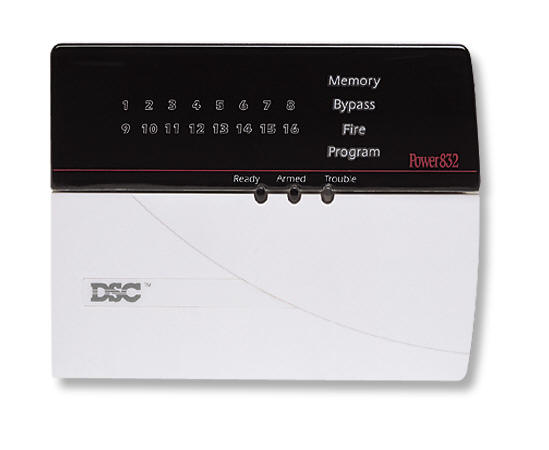 Memory
1 2 3 4 5 6 7 8 Bypass
9 10 11 12 13 14 15 16 Fire
Program
Power832
Ready Armed Trouble
DSC™